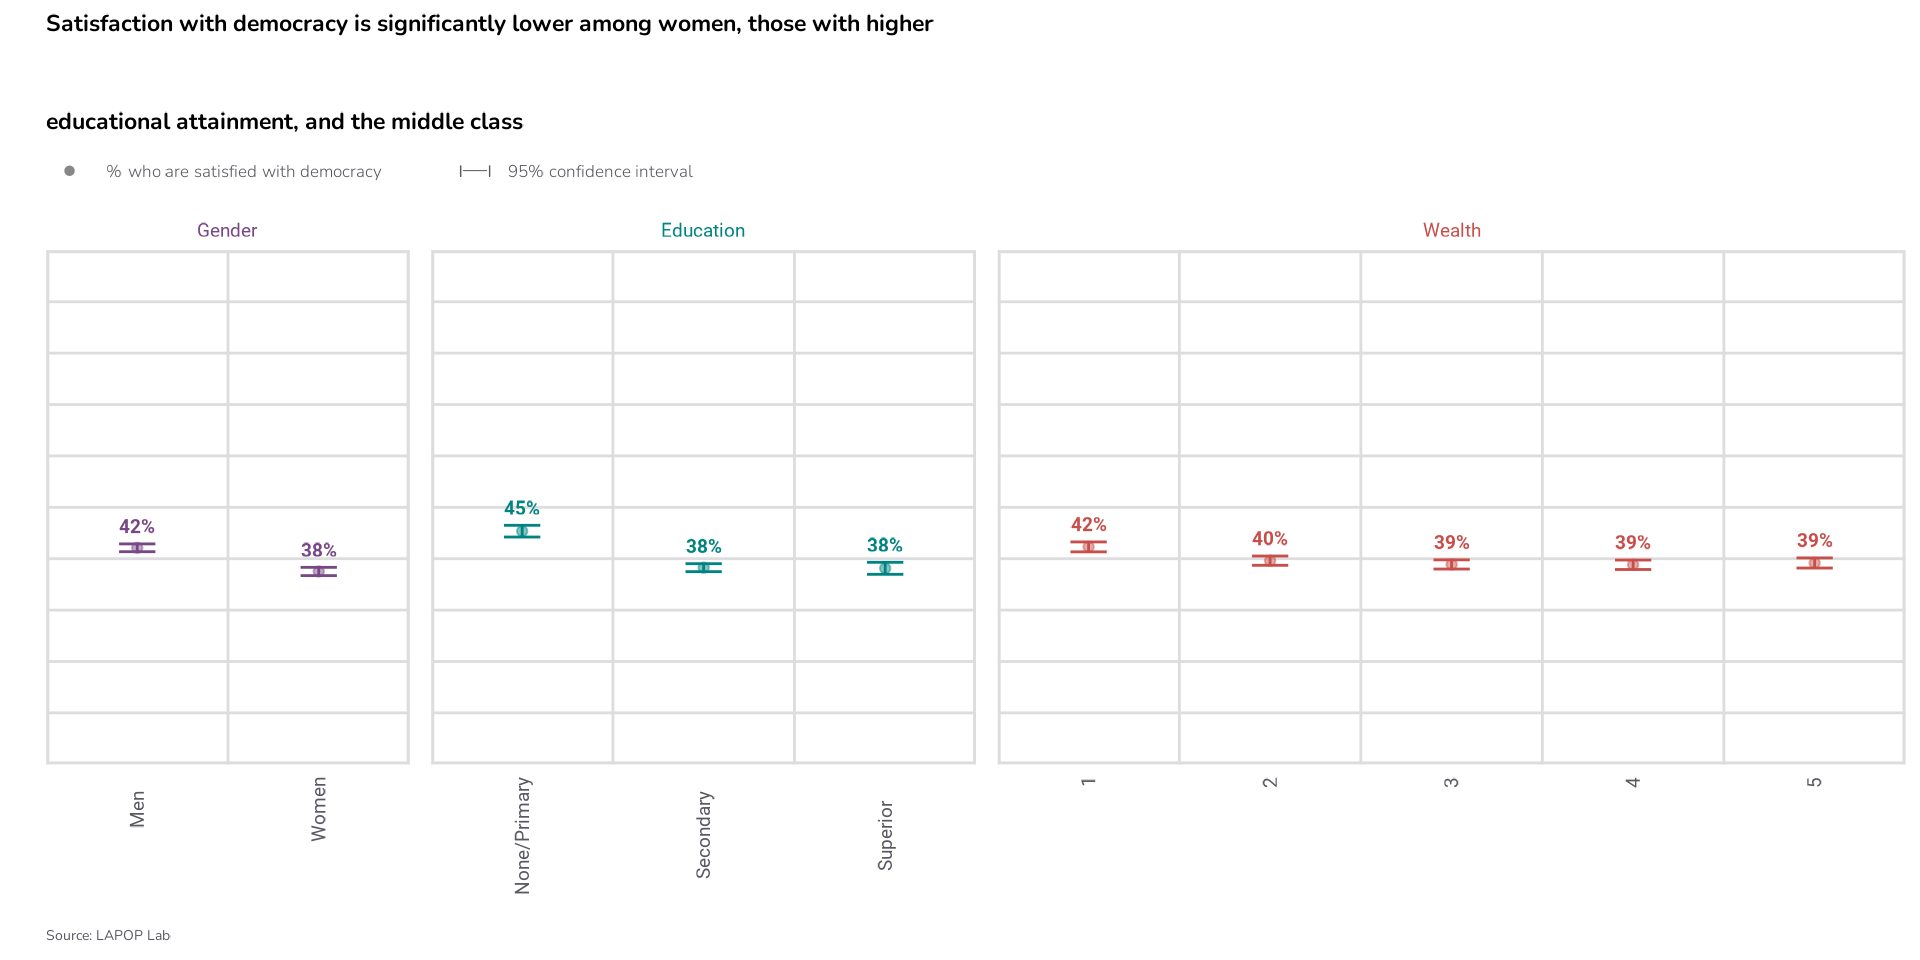 Satisfaction with democracy is significantly lower among women, those with higher
educational attainment, and the middle class
% who are satisfied with democracy
95% confidence interval
Gender
Education
Wealth
42%
38%
45%
38%
38%
42%
40%
39%
39%
39%
Men
Women
None/Primary
Secondary
Superior
1
2
3
4
5
Source: LAPOP Lab